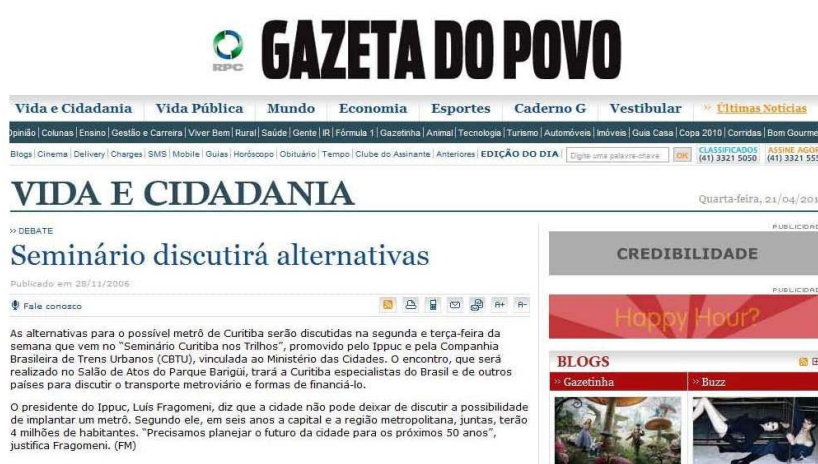 RPC
GAZETA DO POVO
Vida e Cidadania Vida Pública Mundo Economia Esportes Caderno G Vestibular » Últimas Notícias
Opinião | Colunas | Ensino | Gestão e Carreira | Viver Bem | Rural | Saúde | Gente | IR | Fórmula 1 | Gazetinha | Animal | Tecnologia | Turismo | Automóveis | Imóveis | Guia Casa | Copa 2010 | Corridas | Bom Gourme
Blogs | Cinema | Delivery | Charges | SMS | Mobile | Guias | Horóscopo | Obituário | Tempo | Clube do Assinante | Anteriores | EDIÇÃO DO DIA | Digite uma palavra-chave OK CLASSIFICADOS (41) 3321 5050 ASSINE AGOR (41) 3321 555
VIDA E CIDADANIA
Quarta-feira, 21/04/201
PUBLICIDAD
» DEBATE
Seminário discutirá alternativas
CREDIBILIDADE
Publicado em 28/11/2006
PUBLICIDAD
Fale conosco A+ A-
Happy Hour?
As alternativas para o possível metrô de Curitiba serão discutidas na segunda e terça-feira da
semana que vem no "Seminário Curitiba nos Trilhos", promovido pelo Ippuc e pela Companhia
Brasileira de Trens Urbanos (CBTU), vinculada ao Ministério das Cidades. O encontro, que será
realizado no Salão de Atos do Parque Barigüi, trará a Curitiba especialistas do Brasil e de outros
países para discutir o transporte metroviário e formas de financiá-lo.
O presidente do Ippuc, Luís Fragomeni, diz que a cidade não pode deixar de discutir a possibilidade
de implantar um metrô. Segundo ele, em seis anos a capital e a região metropolitana, juntas, terão
4 milhões de habitantes. "Precisamos planejar o futuro da cidade para os próximos 50 anos",
justifica Fragomeni. (FM)
BLOGS
» Gazetinha
» Buzz